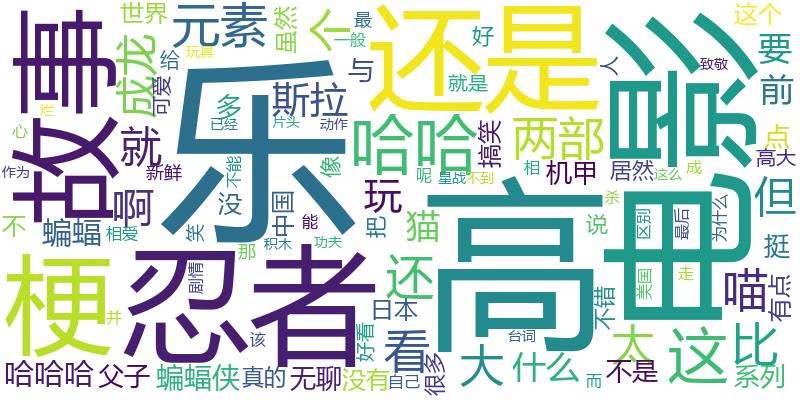 世界
元素
虽然
个
最
一般
还是
好
这个
故事
成龙
玩具
给
可爱
乐
斯拉
与
就是
人
致敬
要
前
电影
烂
多
已经
片头
动作
哈哈
搞笑
两部
点
心
就
不能
像
呢
星战
不到
相
机甲
居然
这么
成
高大
作为
新鲜
啊
没
中国
能
玩
猫
说
杀
区别
最后
为什么
但
不
蝙蝠
相爱
笑
那
积木
功夫
把
高
挺
梗
忍者
剧情
还
日本
不错
美国
走
喵
有点
并
该
好看
看
台词
太
这
比
哈哈哈
父子
蝙蝠侠
真的
无聊
没有
自己
很多
大
什么
而
不是
系列